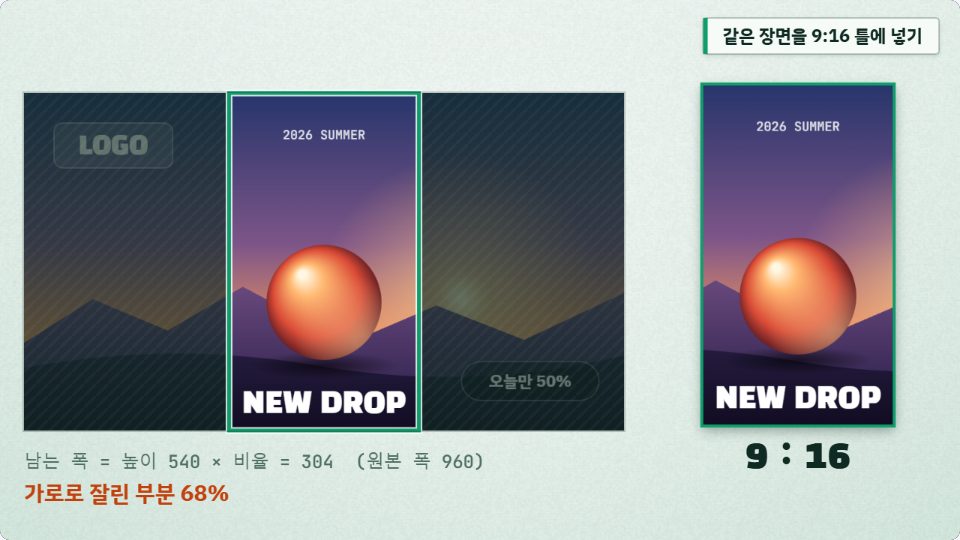 같은 장면을 9:16 틀에 넣기
LOGO
2026 SUMMER
오늘만 50%
NEW DROP
2026 SUMMER
NEW DROP
9 : 16
남는 폭 = 높이 540 × 비율 = 304 (원본 폭 960)
가로로 잘린 부분 68%